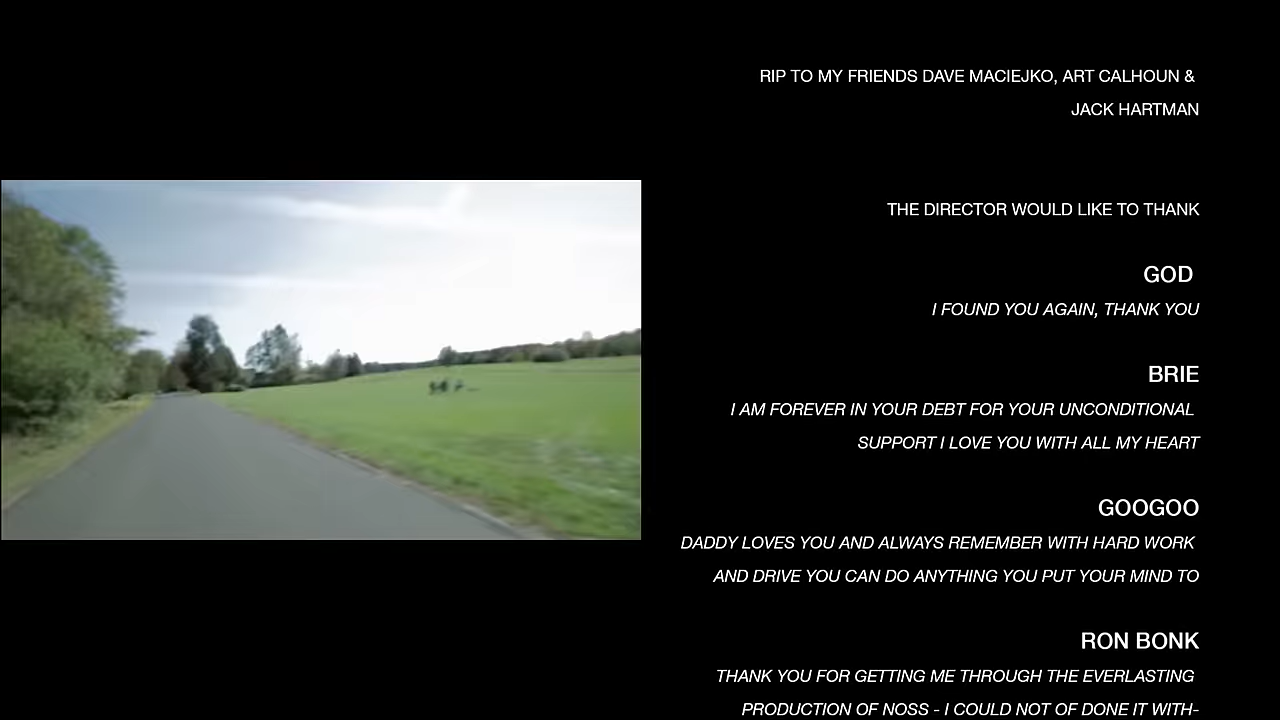 RIP TO MY FRIENDS DAVE MACIEJKO, ART CALHOUN &
JACK HARTMAN
THE DIRECTOR WOULD LIKE TO THANK
GOD
I FOUND YOU AGAIN, THANK YOU
BRIE
I AM FOREVER IN YOUR DEBT FOR YOUR UNCONDITIONAL
SUPPORT I LOVE YOU WITH ALL MY HEART
GOOGOO
DADDY LOVES YOU AND ALWAYS REMEMBER WITH HARD WORK
AND DRIVE YOU CAN DO ANYTHING YOU PUT YOUR MIND TO
RON BONK
THANK YOU FOR GETTING ME THROUGH THE EVERLASTING
PRODUCTION OF NOSS - I COULD NOT OF DONE IT WITH-